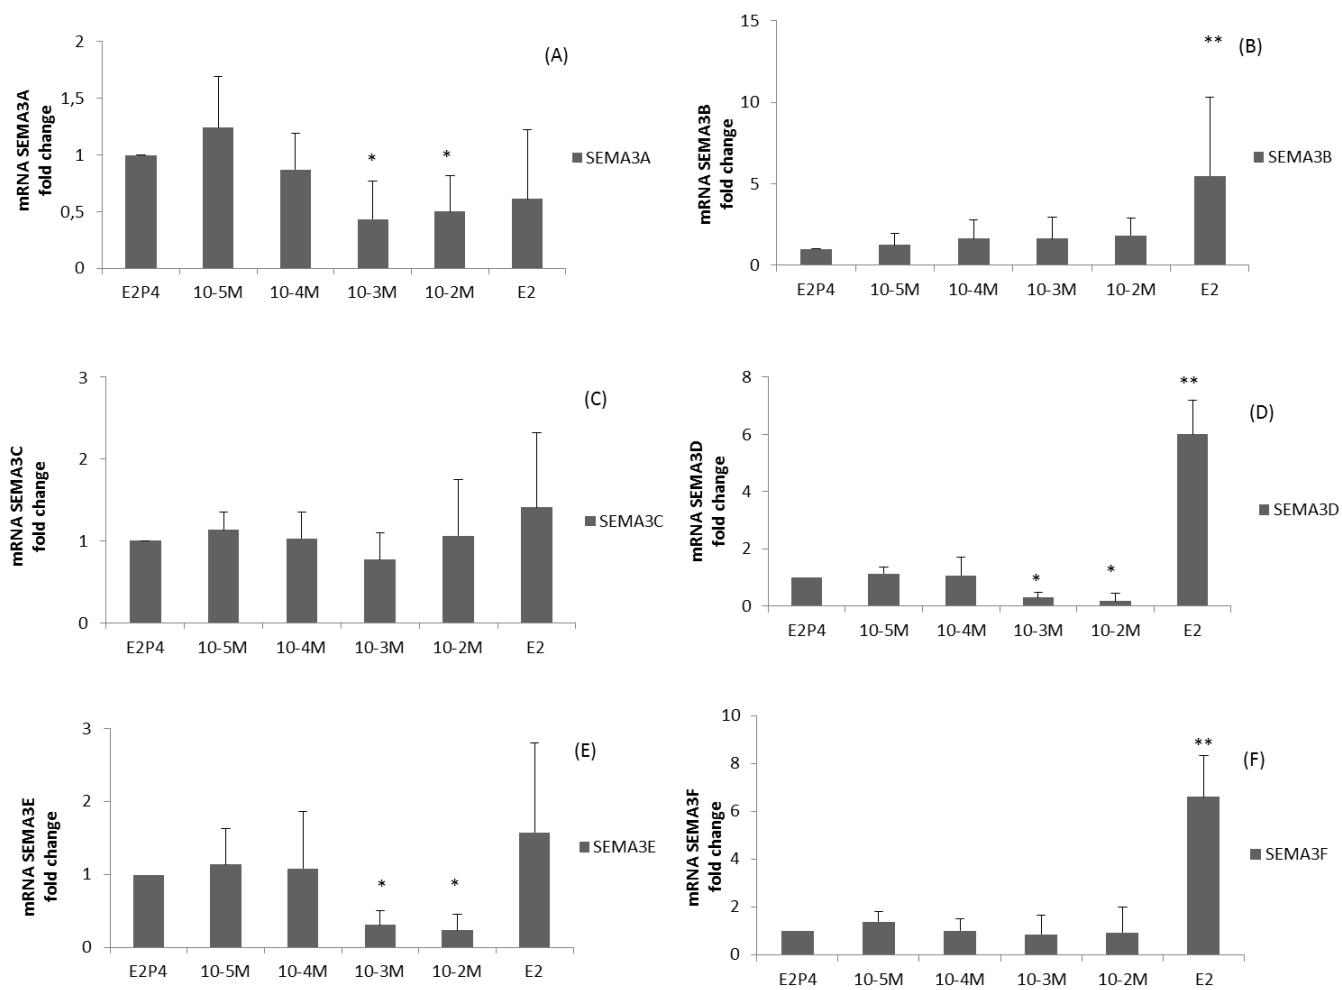 2
1,5
1
0,5
0
mRNA SEMA3A
fold change
*
*
(A)
SEMA3A
E2P4 10-5M 10-4M 10-3M 10-2M E2
15
10
5
0
mRNA SEMA3B
fold change
**
(B)
SEMA3B
E2P4 10-5M 10-4M 10-3M 10-2M E2
3
2
1
0
mRNA SEMA3C
fold change
(C)
SEMA3C
E2P4 10-5M 10-4M 10-3M 10-2M E2
8
6
4
2
0
mRNA SEMA3D
fold change
*
*
**
(D)
SEMA3D
E2P4 10-5M 10-4M 10-3M 10-2M E2
3
2
1
0
mRNA SEMA3E
fold change
*
*
(E)
SEMA3E
E2P4 10-5M 10-4M 10-3M 10-2M E2
10
8
6
4
2
0
mRNA SEMA3F
fold change
**
(F)
SEMA3F
E2P4 10-5M 10-4M 10-3M 10-2M E2